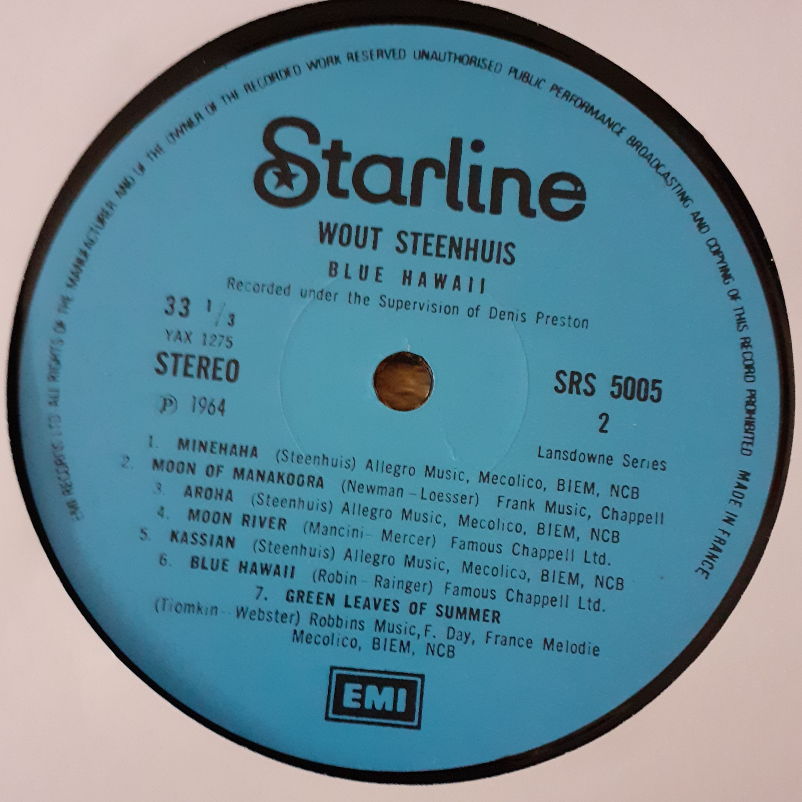 EMI RECORDS LTD ALL RIGHTS OF THE MANUFACTURER AND OF THE OWNER OF THE RECORDED WORK RESERVED UNAUTHORISED PUBLIC PERFORMANCE BROADCASTING AND COPYING OF THIS RECORD PROHIBITED MADE IN FRANCE
Starline
WOUT STEENHUIS
BLUE HAWAII
Recorded under the Supervision of Denis Preston
33 1/3
YAX 1275
STEREO
℗ 1964
SRS 5005
2
Lansdowne Series
1. MINEHAHA (Steenhuis) Allegro Music, Mecolico, BIEM, NCB
2. MOON OF MANAKOORA (Newman - Loesser) Frank Music, Chappell
3. AROHA (Steenhuis) Allegro Music, Mecolico, BIEM, NCB
4. MOON RIVER (Mancini - Mercer) Famous Chappell Ltd.
5. KASSIAN (Steenhuis) Allegro Music, Mecolico, BIEM, NCB
6. BLUE HAWAII (Robin - Rainger) Famous Chappell Ltd.
7. GREEN LEAVES OF SUMMER
(Tiomkin - Webster) Robbins Music, F. Day, France Melodie
Mecolico, BIEM, NCB
EMI